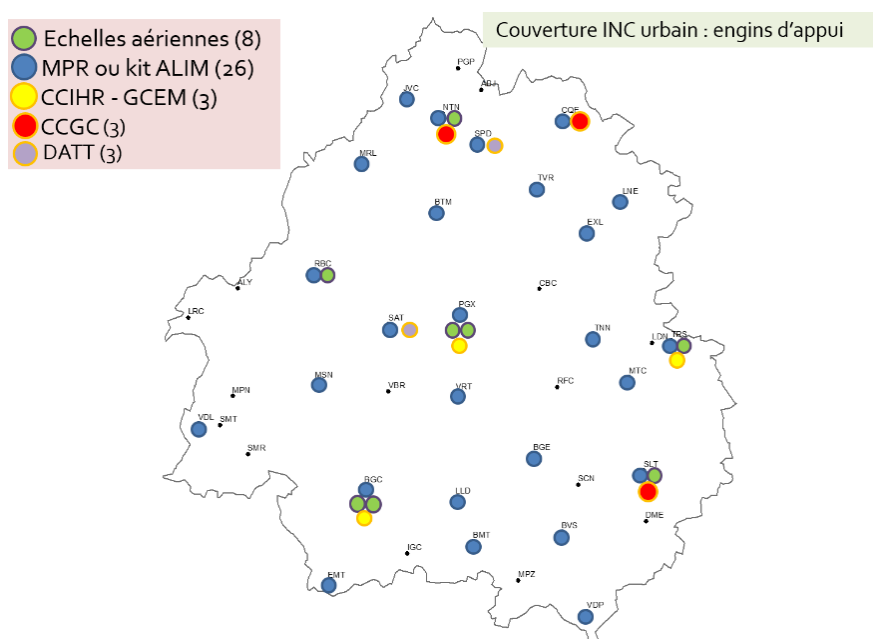 Couverture INC urbain : engins d'appui
Echelles aériennes (8)
MPR ou kit ALIM (26)
CCIHR - GCEM (3)
CCGC (3)
DATT (3)
PGP
ABJ
JVC
NTN
CQF
SPD
MRL
TVR
LNE
BTM
EXL
RBC
ALY
CBC
LRC
PGX
SAT
TNN
LDN
TRS
MSN
MTC
VBR
RFC
MPN
VRT
VDL
SMT
SMR
BGE
SLT
SCN
BGC
LLD
DME
BVS
BMT
IGC
EMT
MPZ
VDP